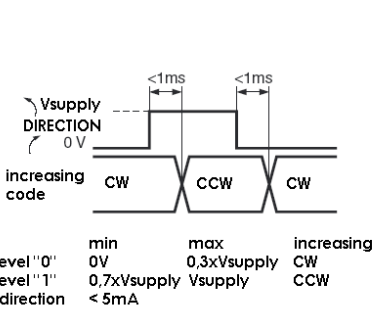 <1ms <1ms
Vsupply
DIRECTION
0 V
increasing
code
CW CCW CW
min max increasing
evel "0" 0V 0,3xVsupply CW
evel "1" 0,7xVsupply Vsupply CCW
direction < 5mA